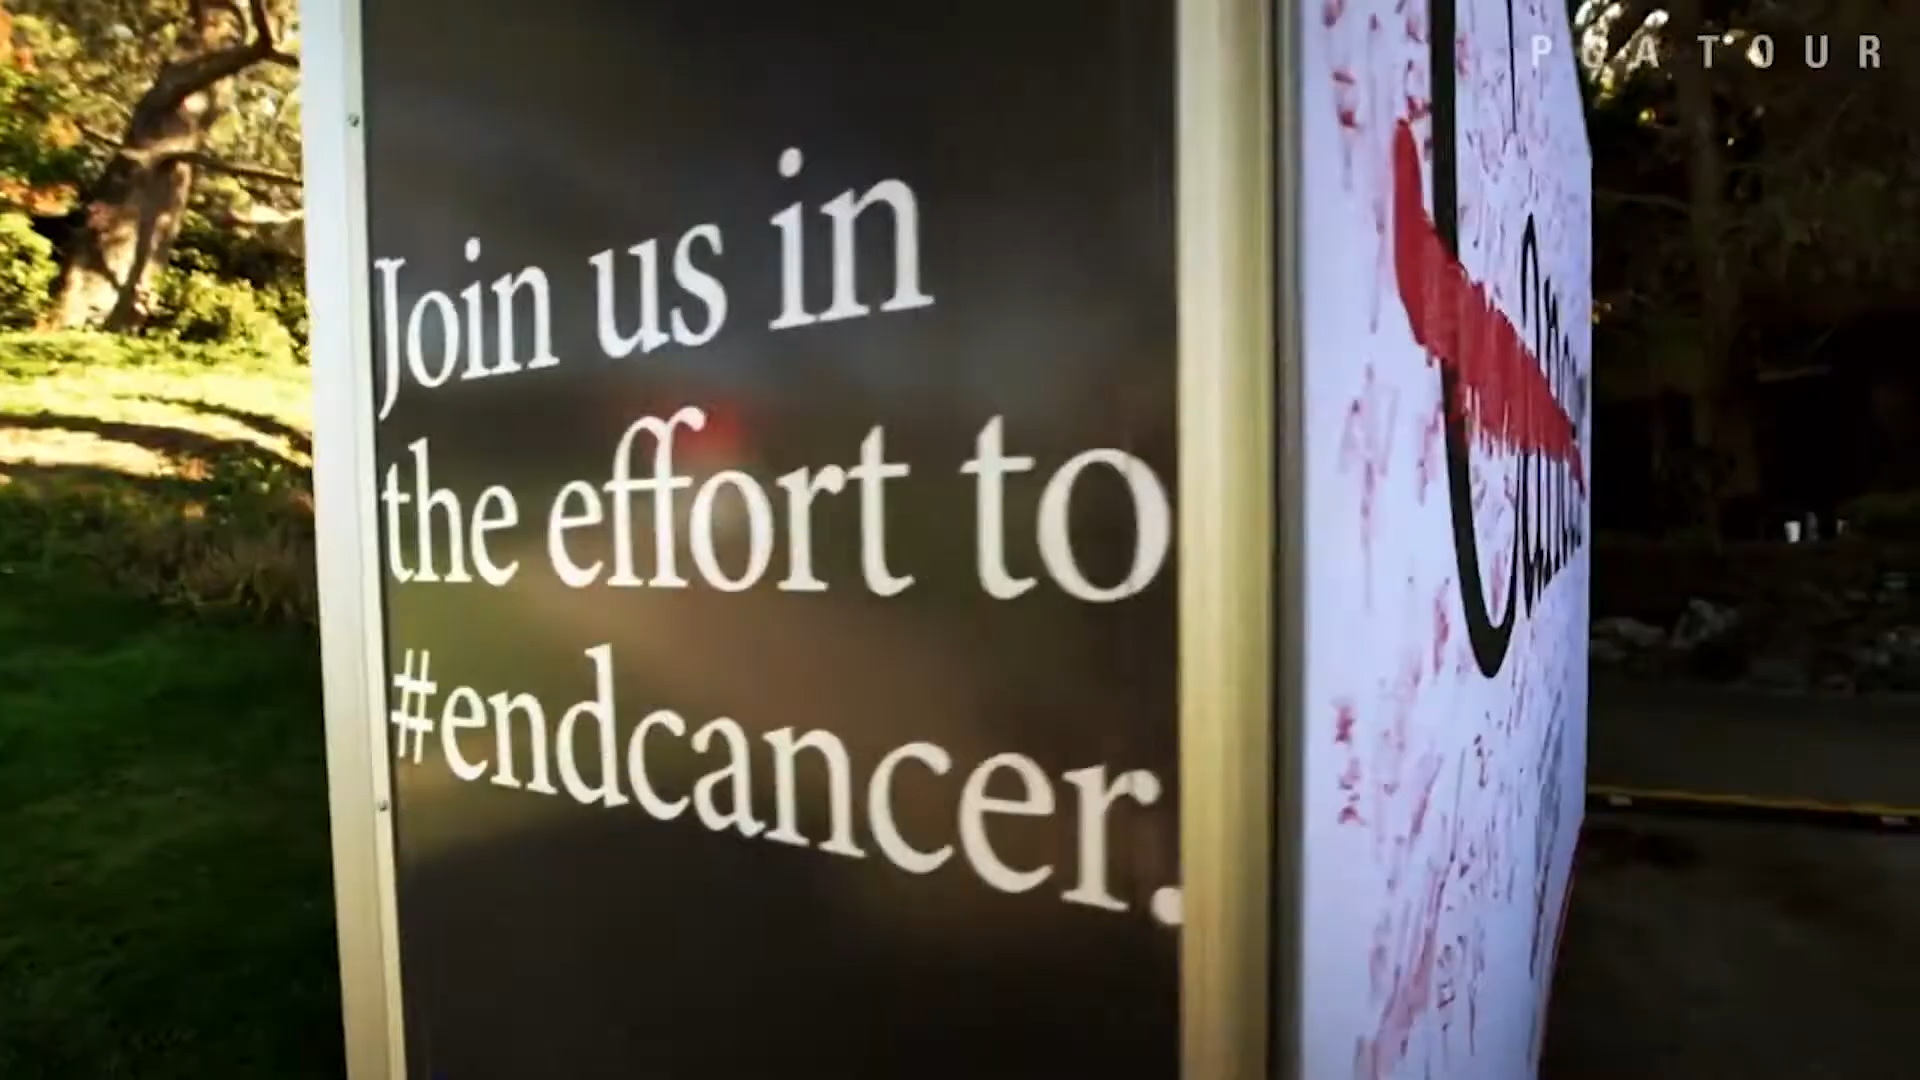 PGA TOUR
Join us in
the effort to
#endcancer.